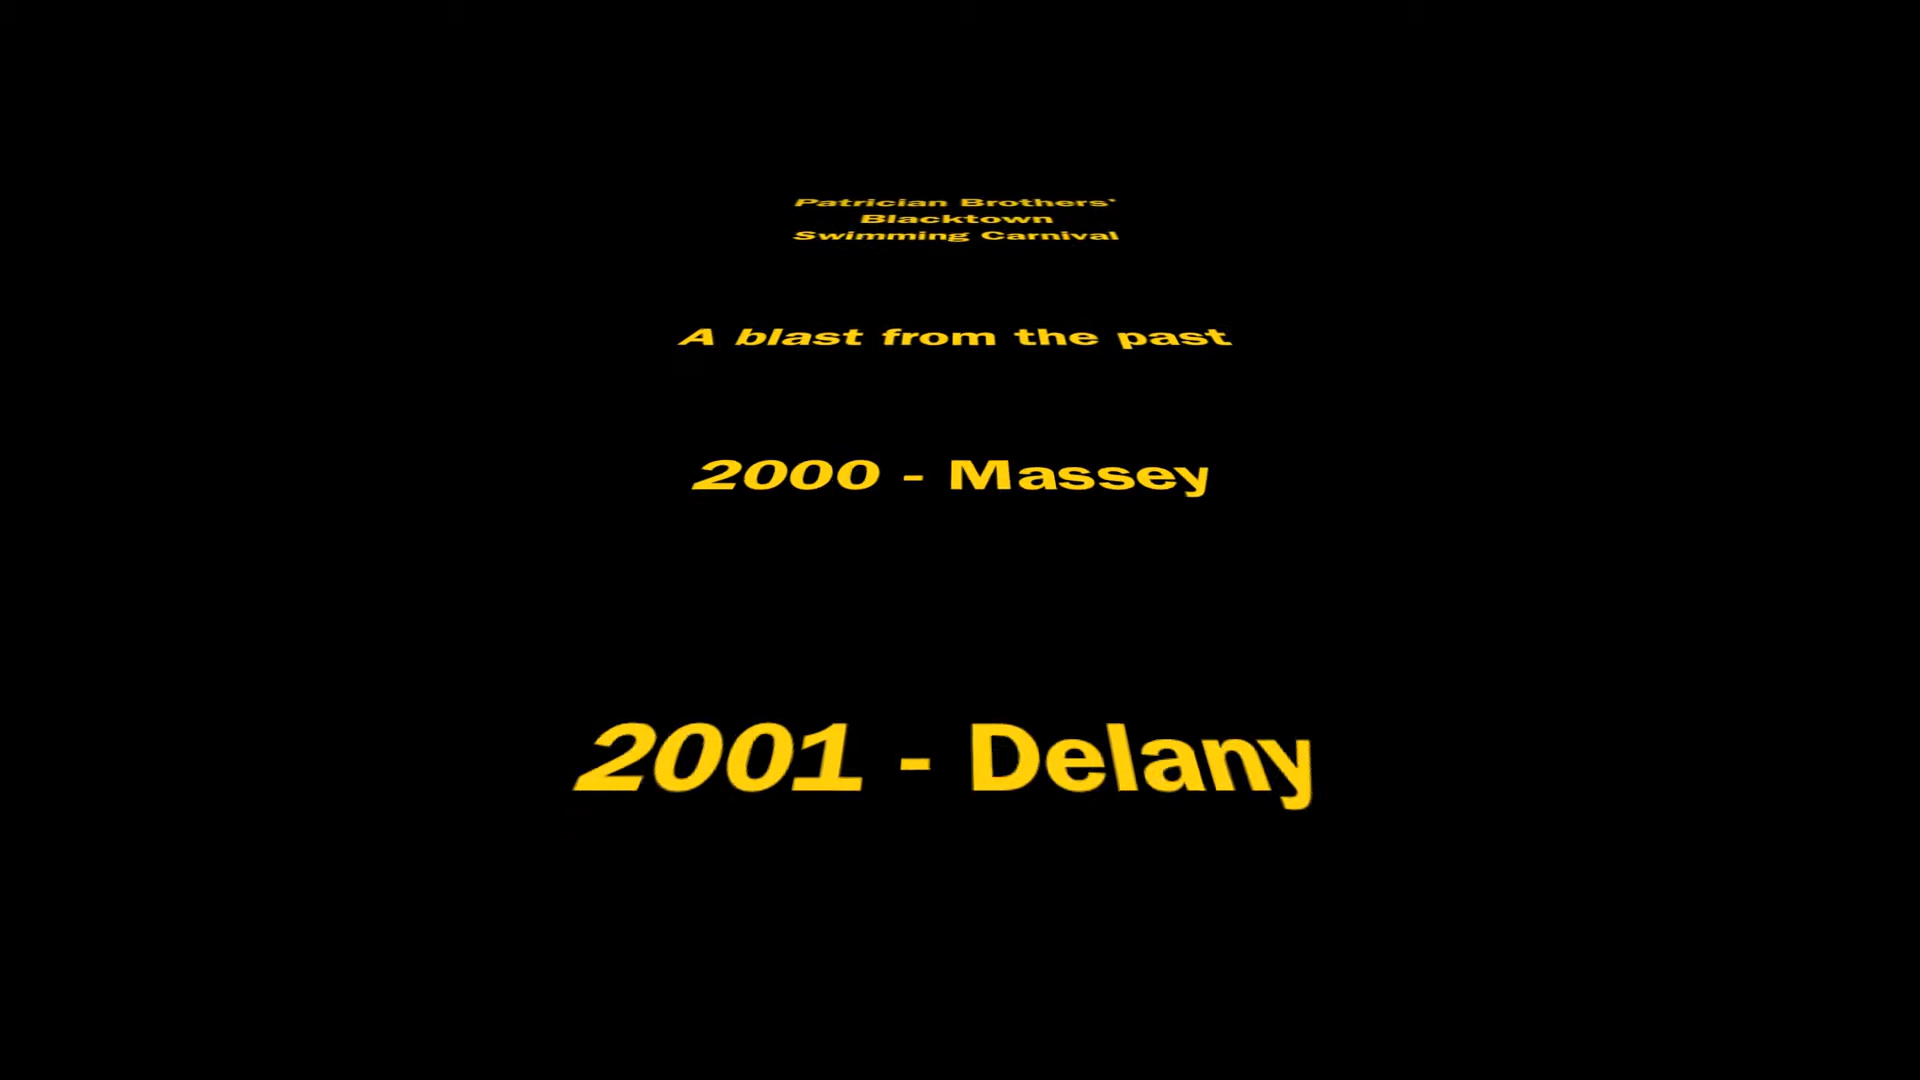 Patrician Brothers'
Blacktown
Swimming Carnival
A blast from the past
2000 - Massey
2001 - Delany